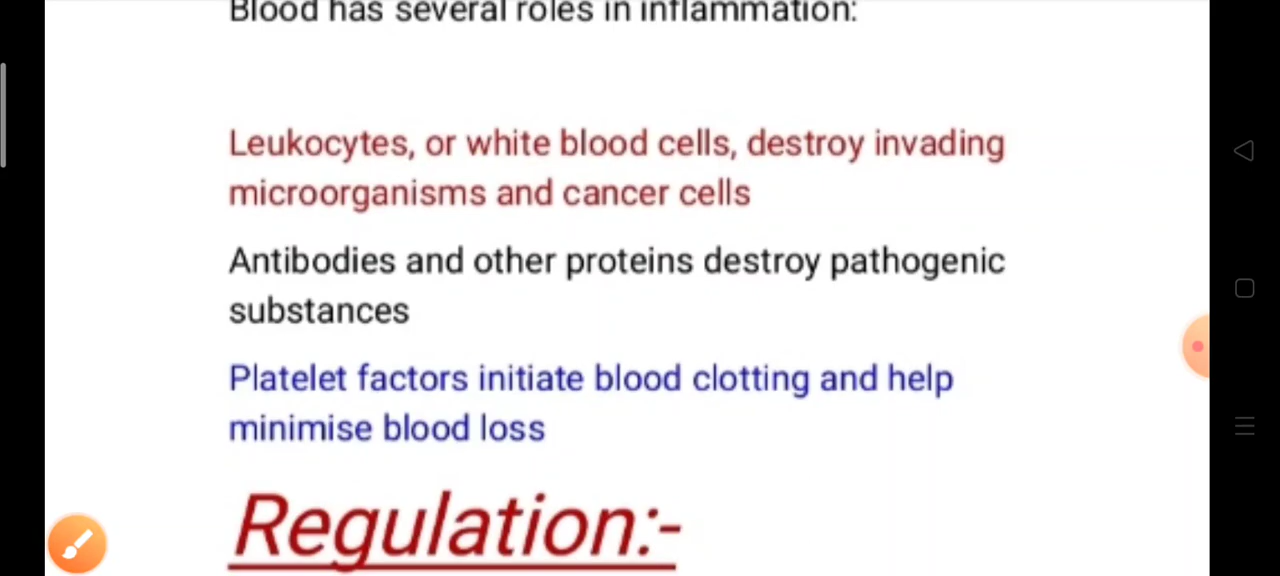 Blood has several roles in inflammation:
Leukocytes, or white blood cells, destroy invading
microorganisms and cancer cells
Antibodies and other proteins destroy pathogenic
substances
Platelet factors initiate blood clotting and help
minimise blood loss
Regulation:-